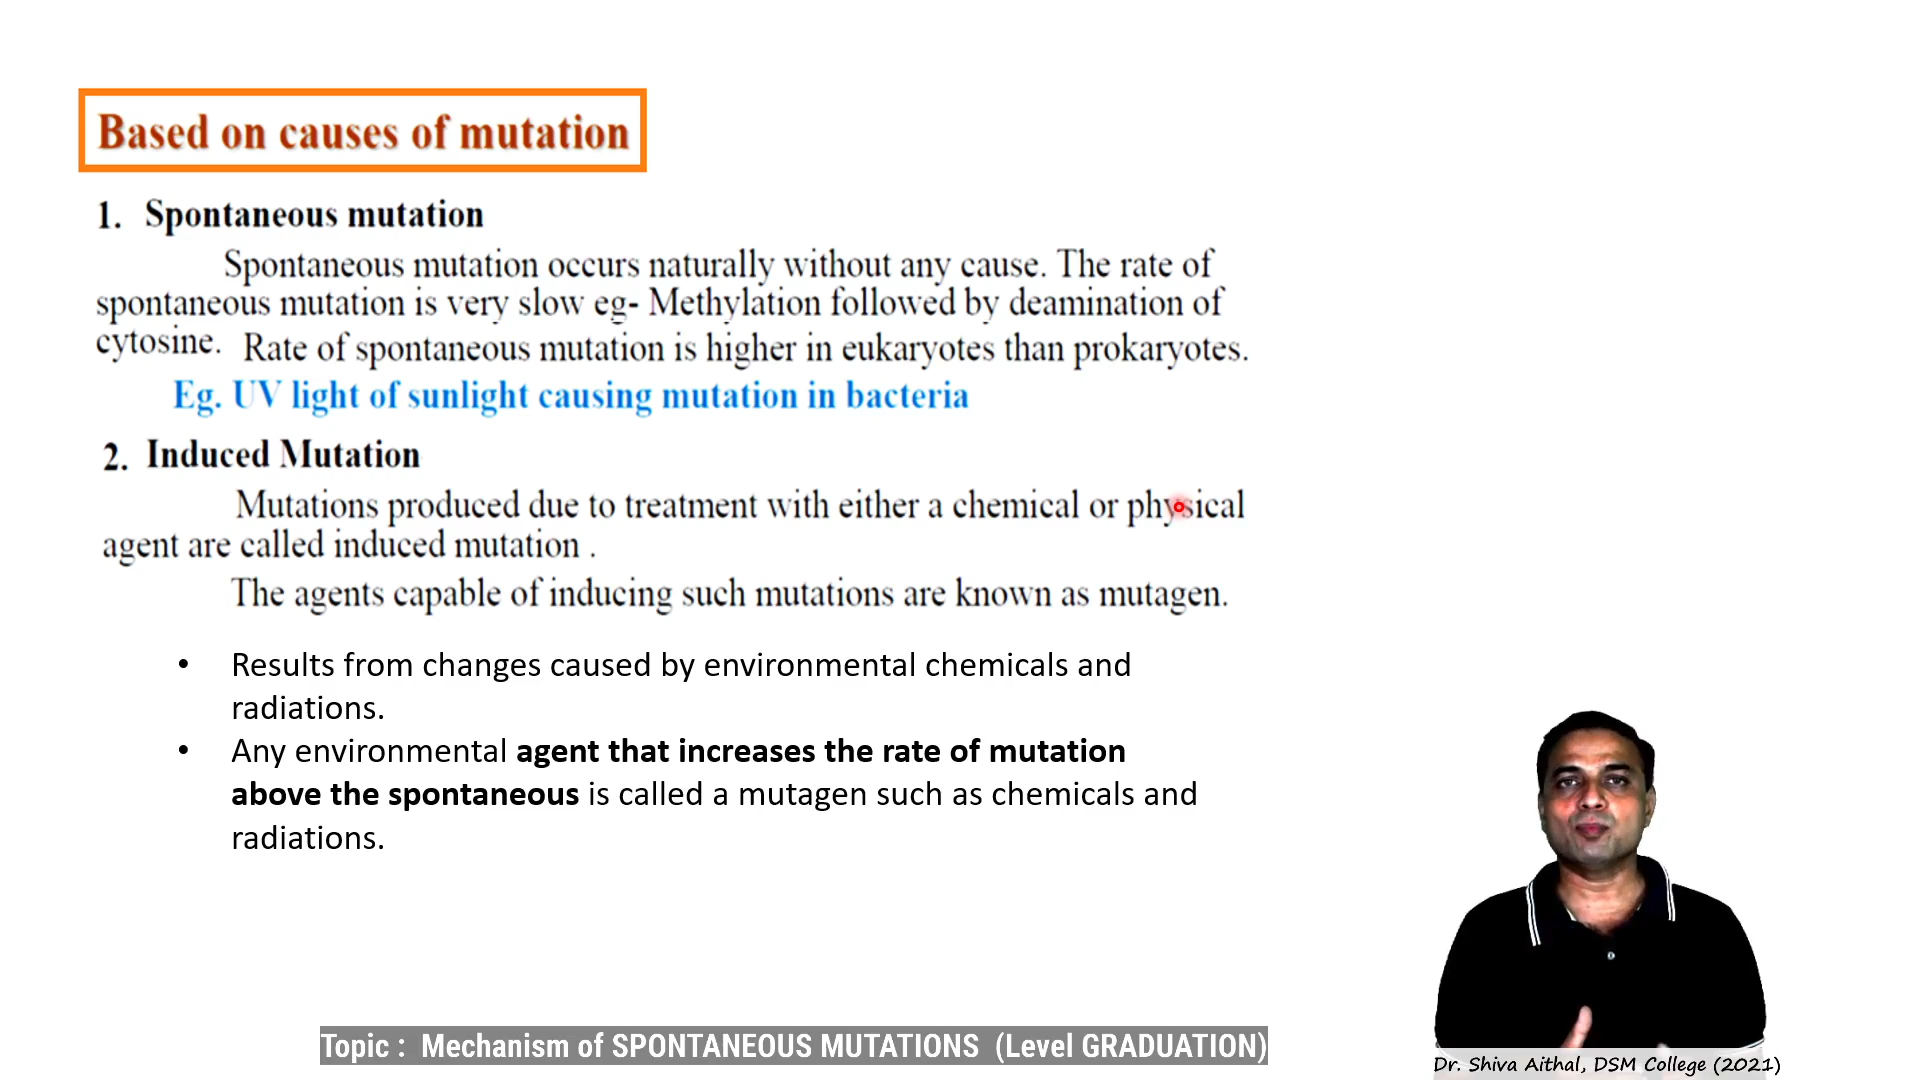 Based on causes of mutation
1. Spontaneous mutation
Spontaneous mutation occurs naturally without any cause. The rate of
spontaneous mutation is very slow eg- Methylation followed by deamination of
cytosine. Rate of spontaneous mutation is higher in eukaryotes than prokaryotes.
Eg. UV light of sunlight causing mutation in bacteria
2. Induced Mutation
Mutations produced due to treatment with either a chemical or physical
agent are called induced mutation .
The agents capable of inducing such mutations are known as mutagen.
• Results from changes caused by environmental chemicals and
radiations.
• Any environmental agent that increases the rate of mutation
above the spontaneous is called a mutagen such as chemicals and
radiations.
Topic : Mechanism of SPONTANEOUS MUTATIONS (Level GRADUATION)
Dr. Shiva Aithal, DSM College (2021)